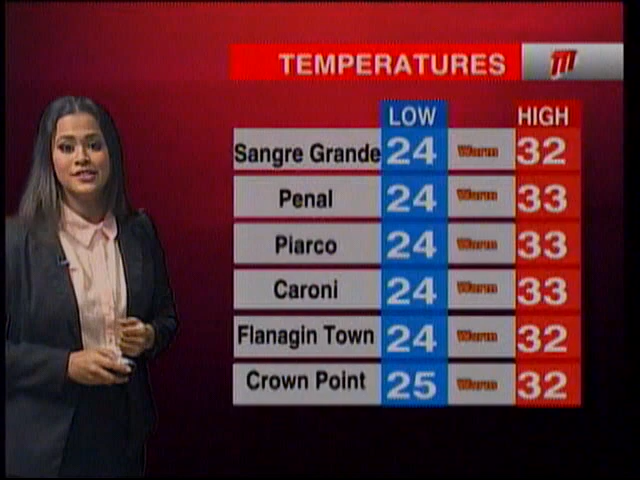 TEMPERATURES
LOW HIGH
Sangre Grande 24 Warm 32
Penal 24 Warm 33
Piarco 24 Warm 33
Caroni 24 Warm 33
Flanagin Town 24 Warm 32
Crown Point 25 Warm 32